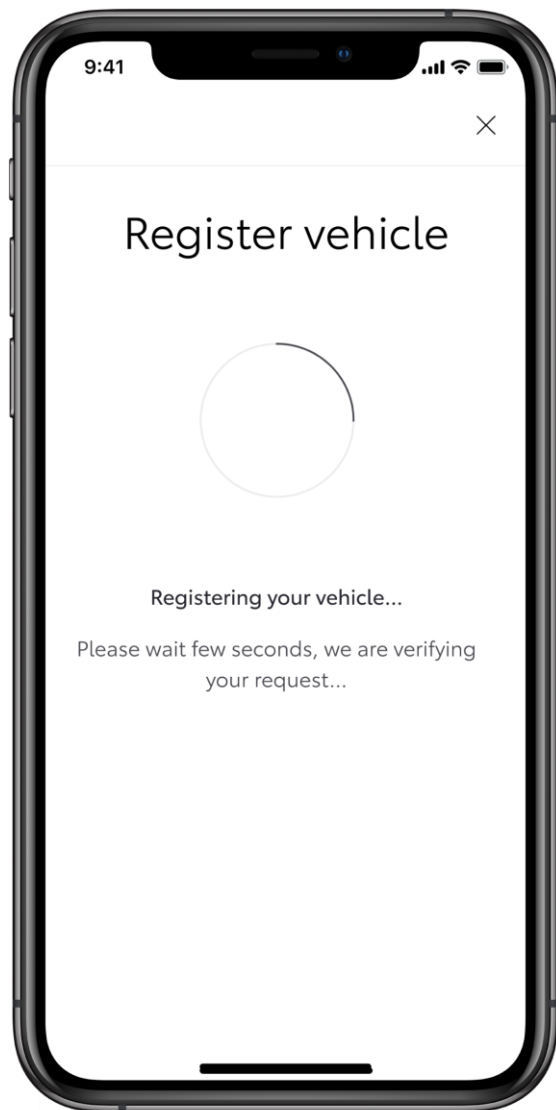 9:41
Register vehicle
Registering your vehicle...
Please wait few seconds, we are verifying
your request...